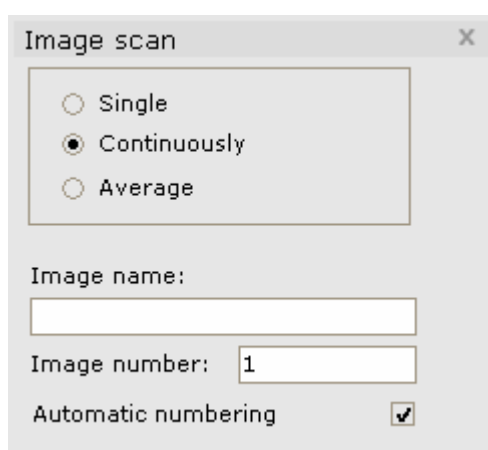 Image scan
Single
Continuously
Average
Image name:
Image number: 1
Automatic numbering